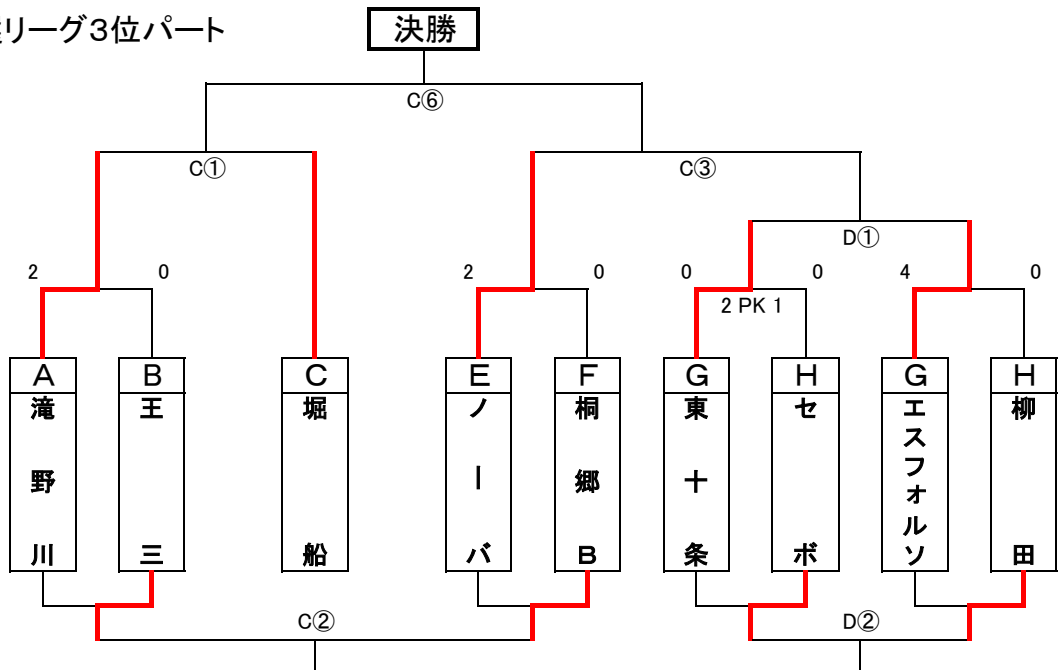 リーグ3位パート
決勝
C⑥
C①
C③
D①
2
0
2
0
0
0
4
0
2 PK 1
A
B
C
E
F
G
H
G
H
滝野川
王三
堀船
ノーバ
桐郷B
東十条
セボ
エスフォルソ
柳田
C②
D②